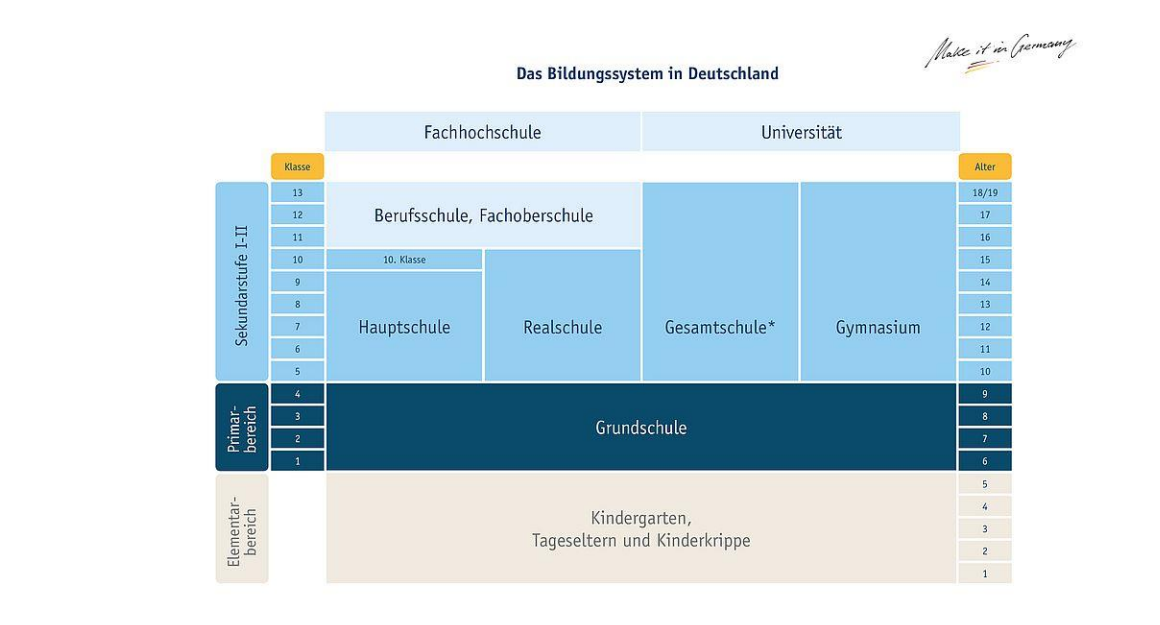 Make it in Germany
Das Bildungssystem in Deutschland
Fachhochschule
Universität
Klasse
Alter
Sekundarstufe I-II
13
12
11
10
9
8
7
6
5
Berufsschule, Fachoberschule
10. Klasse
Hauptschule
Realschule
Gesamtschule*
Gymnasium
18/19
17
16
15
14
13
12
11
10
Primar-
bereich
4
3
2
1
Grundschule
9
8
7
6
Elementar-
bereich
Kindergarten,
Tageseltern und Kinderkrippe
5
4
3
2
1